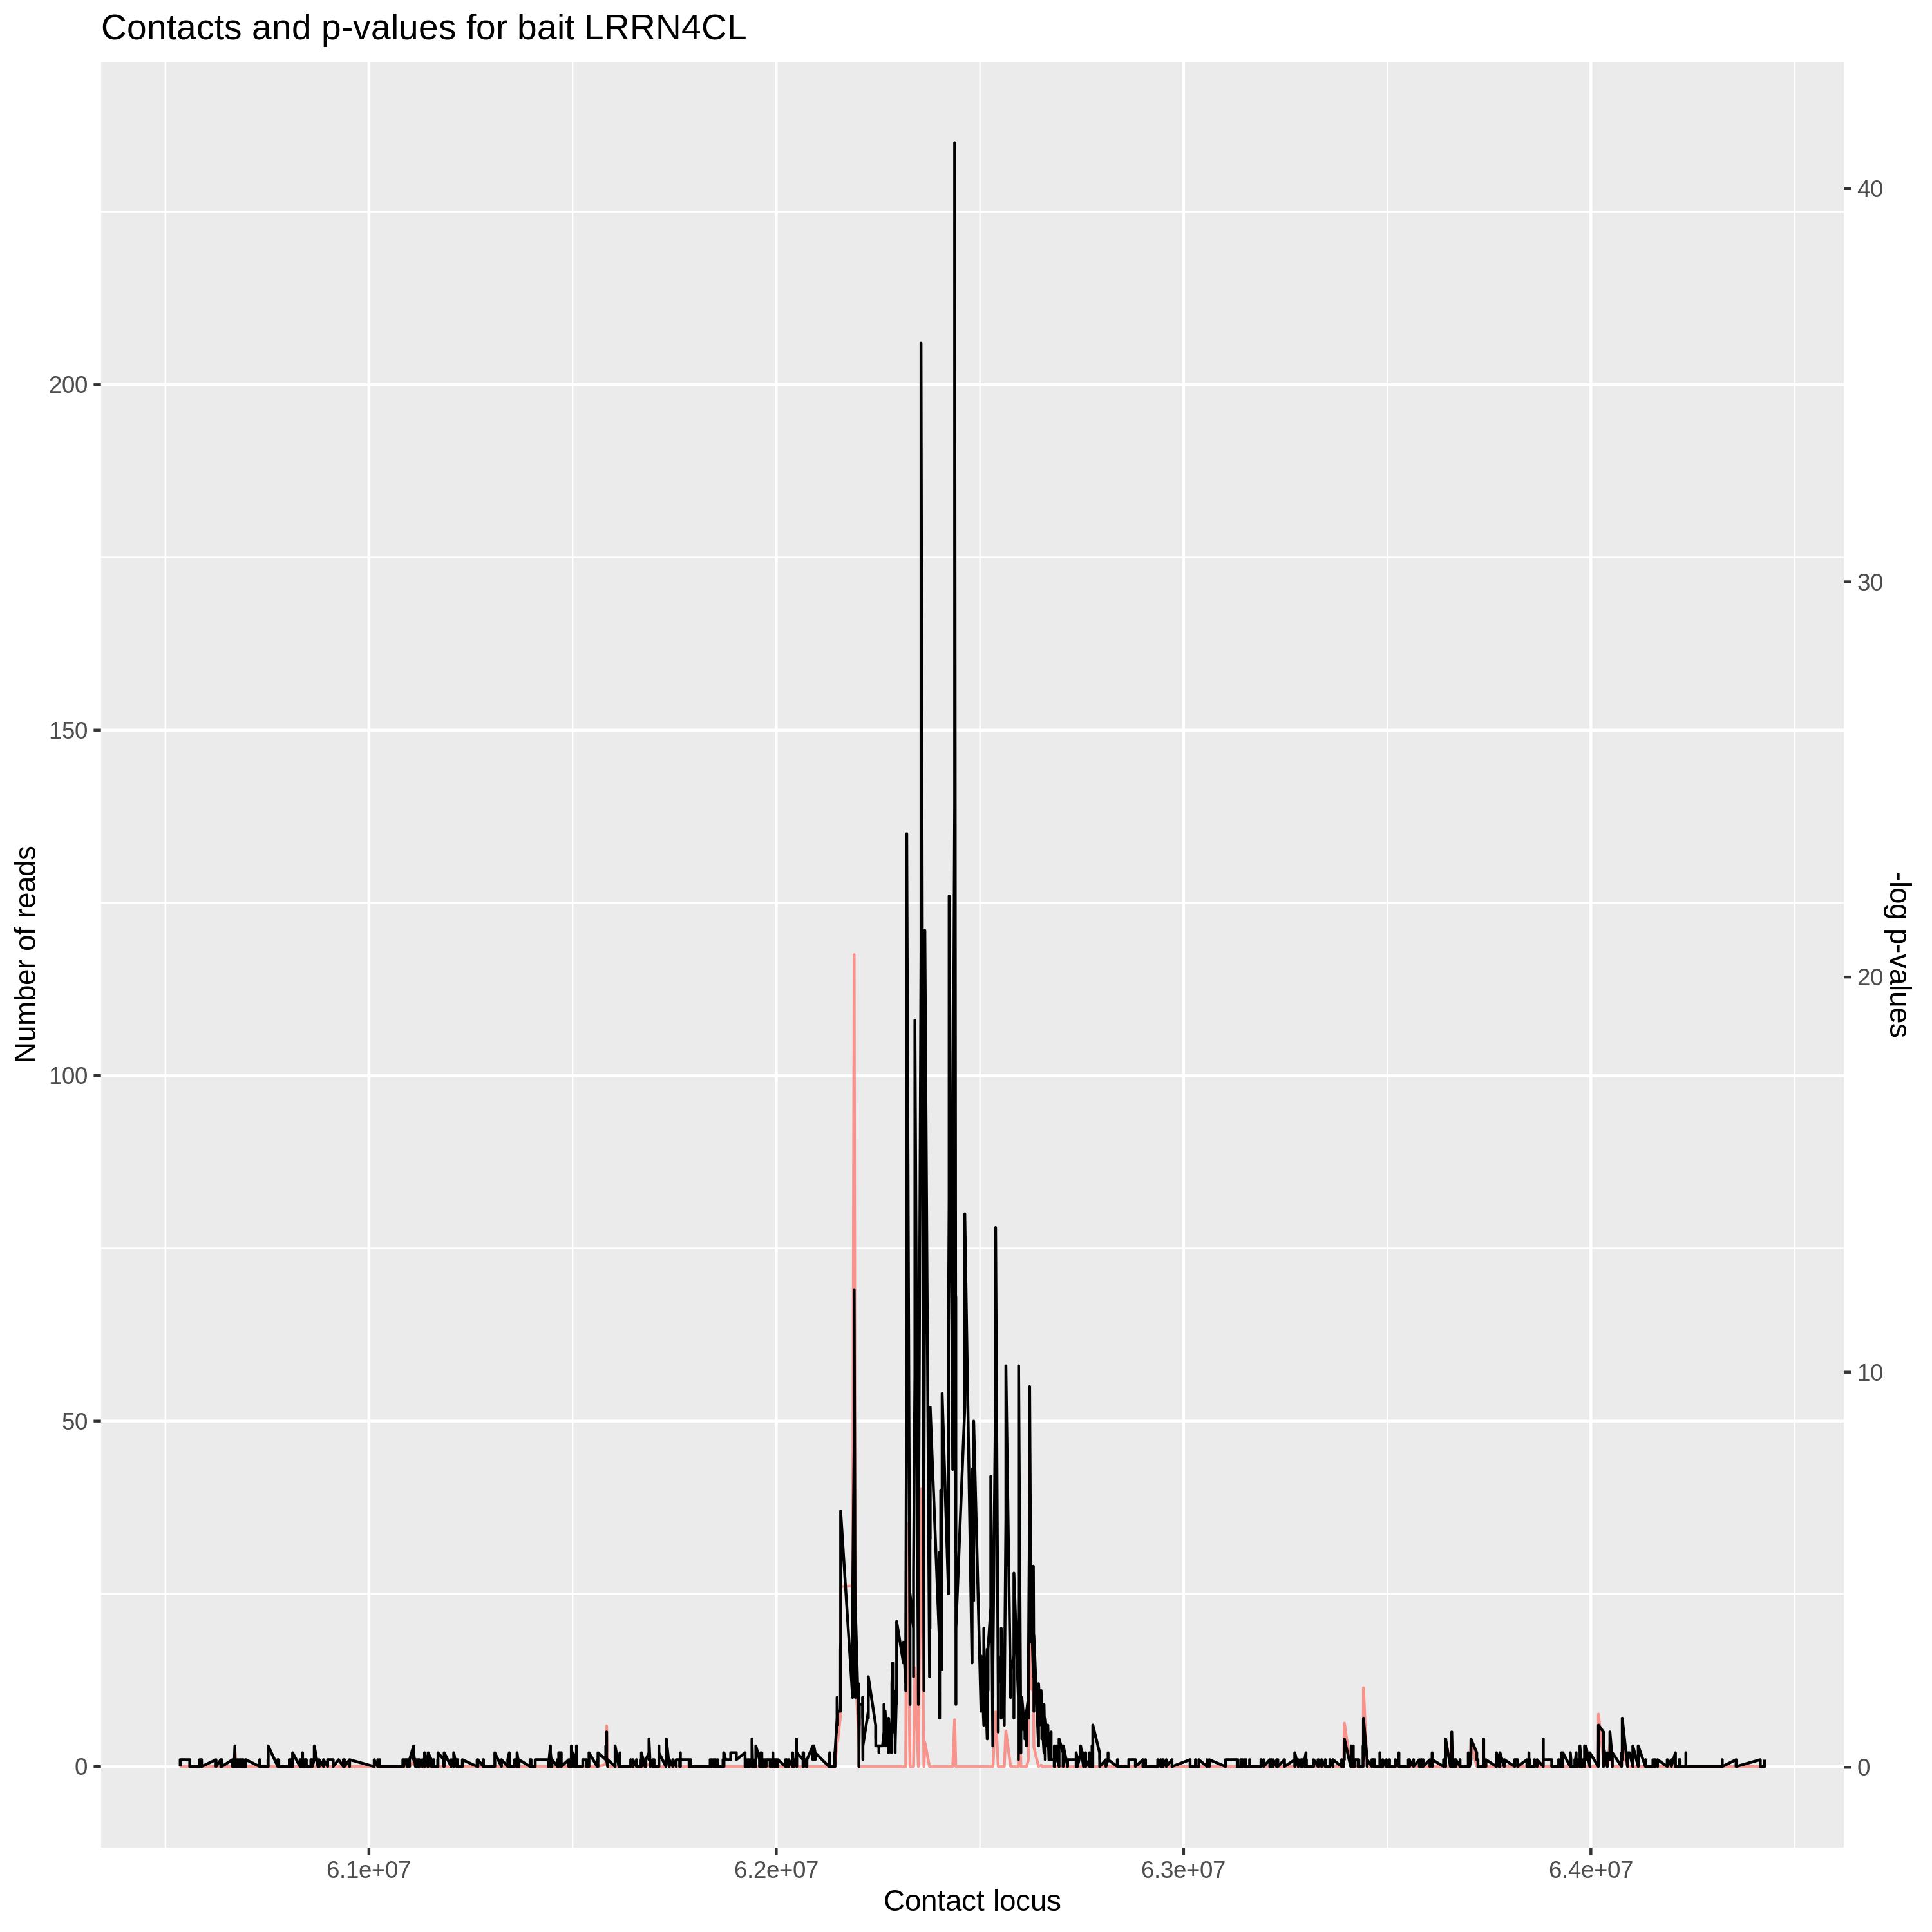 Contacts and p-values for bait LRRN4CL
Number of reads
200
150
100
50
0
40
30
20
10
0
-log p-values
6.1e+07
6.2e+07
6.3e+07
6.4e+07
Contact locus